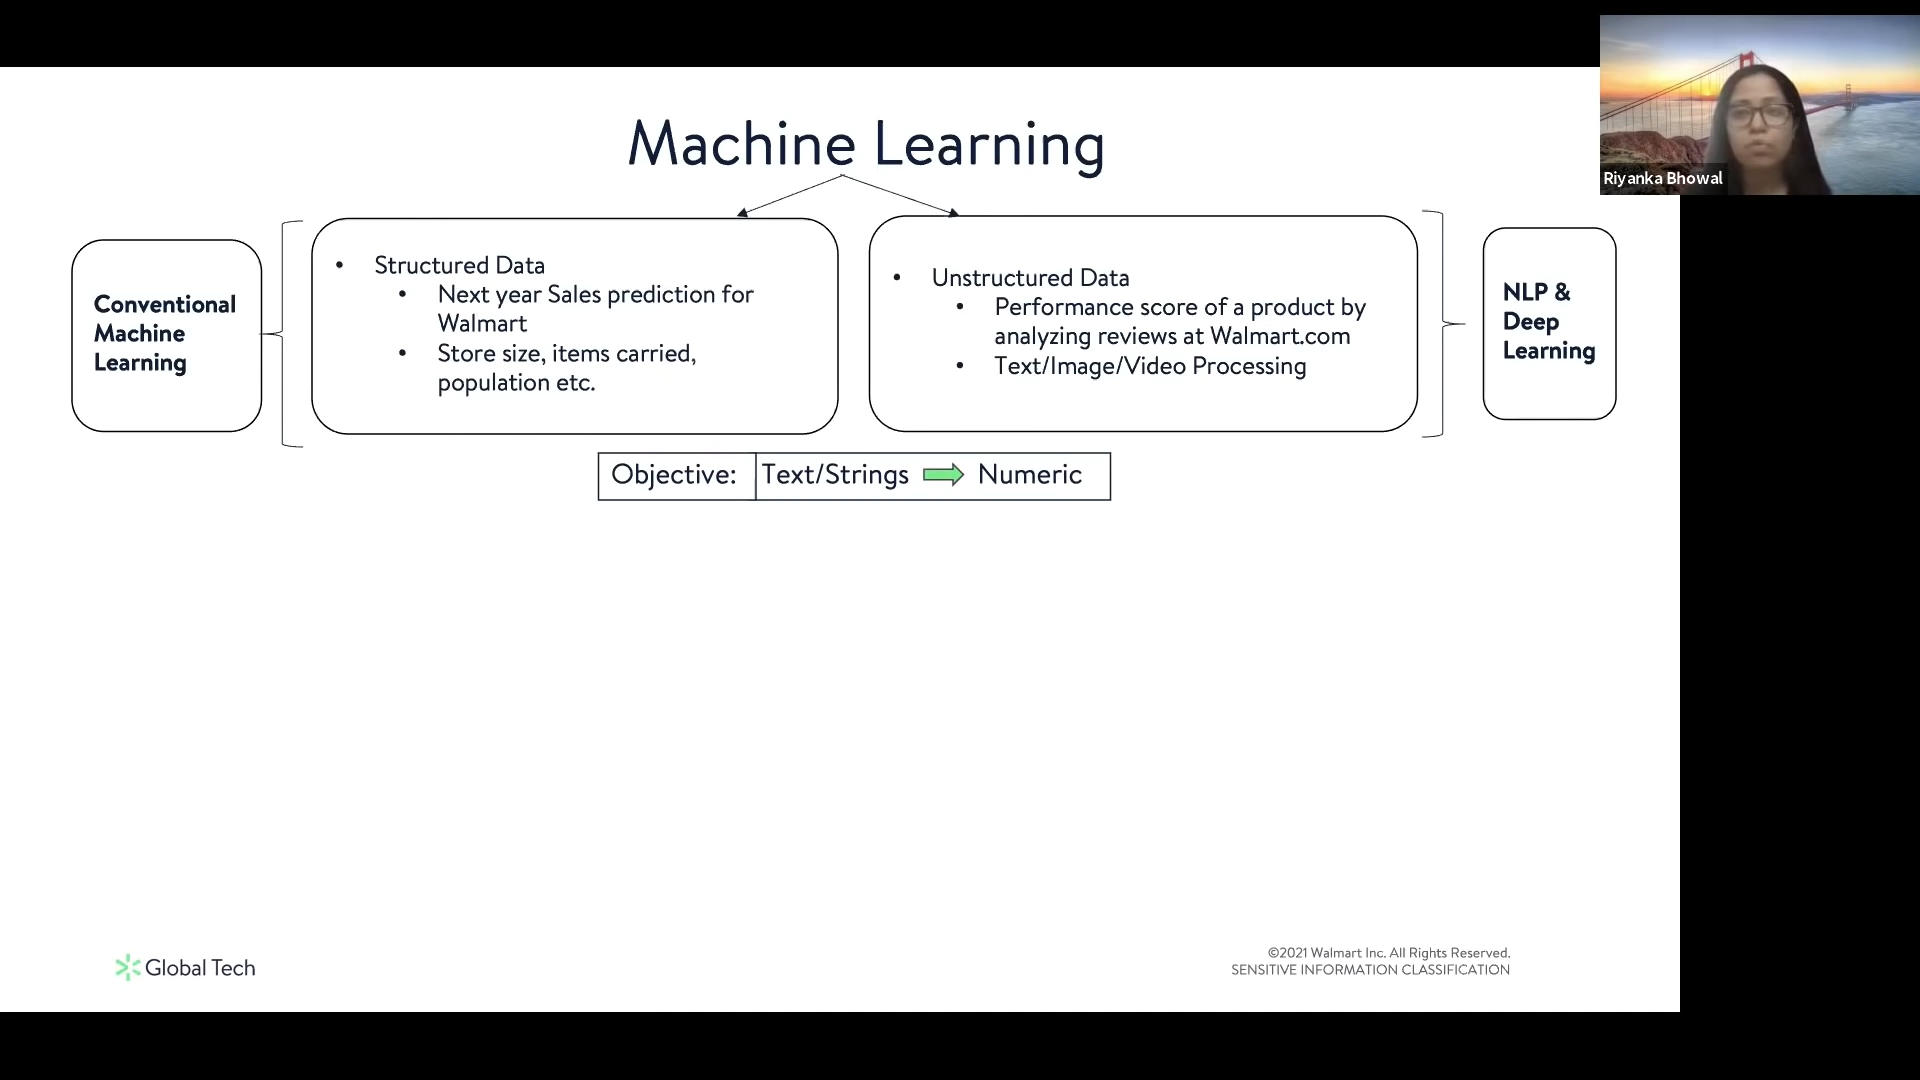 Machine Learning
Conventional
Machine
Learning
• Structured Data
• Next year Sales prediction for
Walmart
• Store size, items carried,
population etc.
• Unstructured Data
• Performance score of a product by
analyzing reviews at Walmart.com
• Text/Image/Video Processing
NLP &
Deep
Learning
Objective: Text/Strings Numeric
Global Tech
©2021 Walmart Inc. All Rights Reserved.
SENSITIVE INFORMATION CLASSIFICATION
Riyanka Bhowal